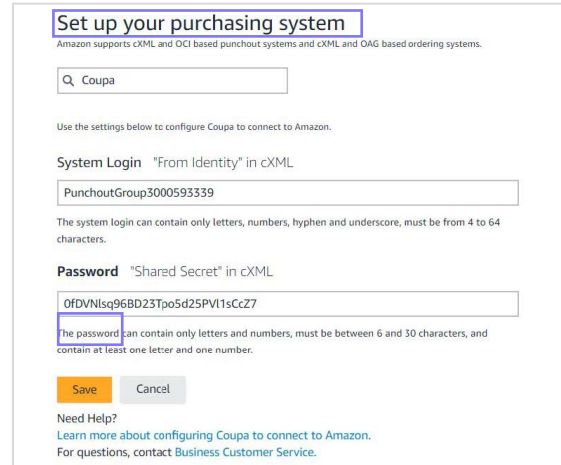 Set up your purchasing system
Amazon supports cXML and OCI based punchout systems and cXML and OAG based ordering systems.
Coupa
Use the settings below to configure Coupa to connect to Amazon.
System Login "From Identity" in cXML
PunchoutGroup3000593339
The system login can contain only letters, numbers, hyphen and underscore, must be from 4 to 64
characters.
Password "Shared Secret" in cXML
0fDVNlsq96BD23Tpo5d25PVl1sCcZ7
The password can contain only letters and numbers, must be between 6 and 30 characters, and
contain at least one letter and one number.
Save Cancel
Need Help?
Learn more about configuring Coupa to connect to Amazon.
For questions, contact Business Customer Service.